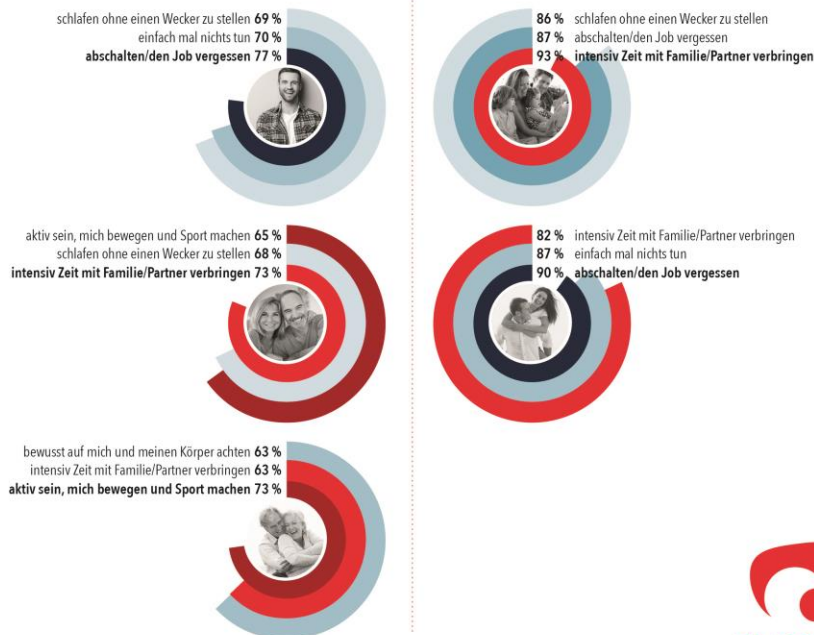 schlafen ohne einen Wecker zu stellen 69 %
einfach mal nichts tun 70 %
abschalten/den Job vergessen 77 %
86 % schlafen ohne einen Wecker zu stellen
87 % abschalten/den Job vergessen
93 % intensiv Zeit mit Familie/Partner verbringen
aktiv sein, mich bewegen und Sport machen 65 %
schlafen ohne einen Wecker zu stellen 68 %
intensiv Zeit mit Familie/Partner verbringen 73 %
82 % intensiv Zeit mit Familie/Partner verbringen
87 % einfach mal nichts tun
90 % abschalten/den Job vergessen
bewusst auf mich und meinen Körper achten 63 %
intensiv Zeit mit Familie/Partner verbringen 63 %
aktiv sein, mich bewegen und Sport machen 73 %